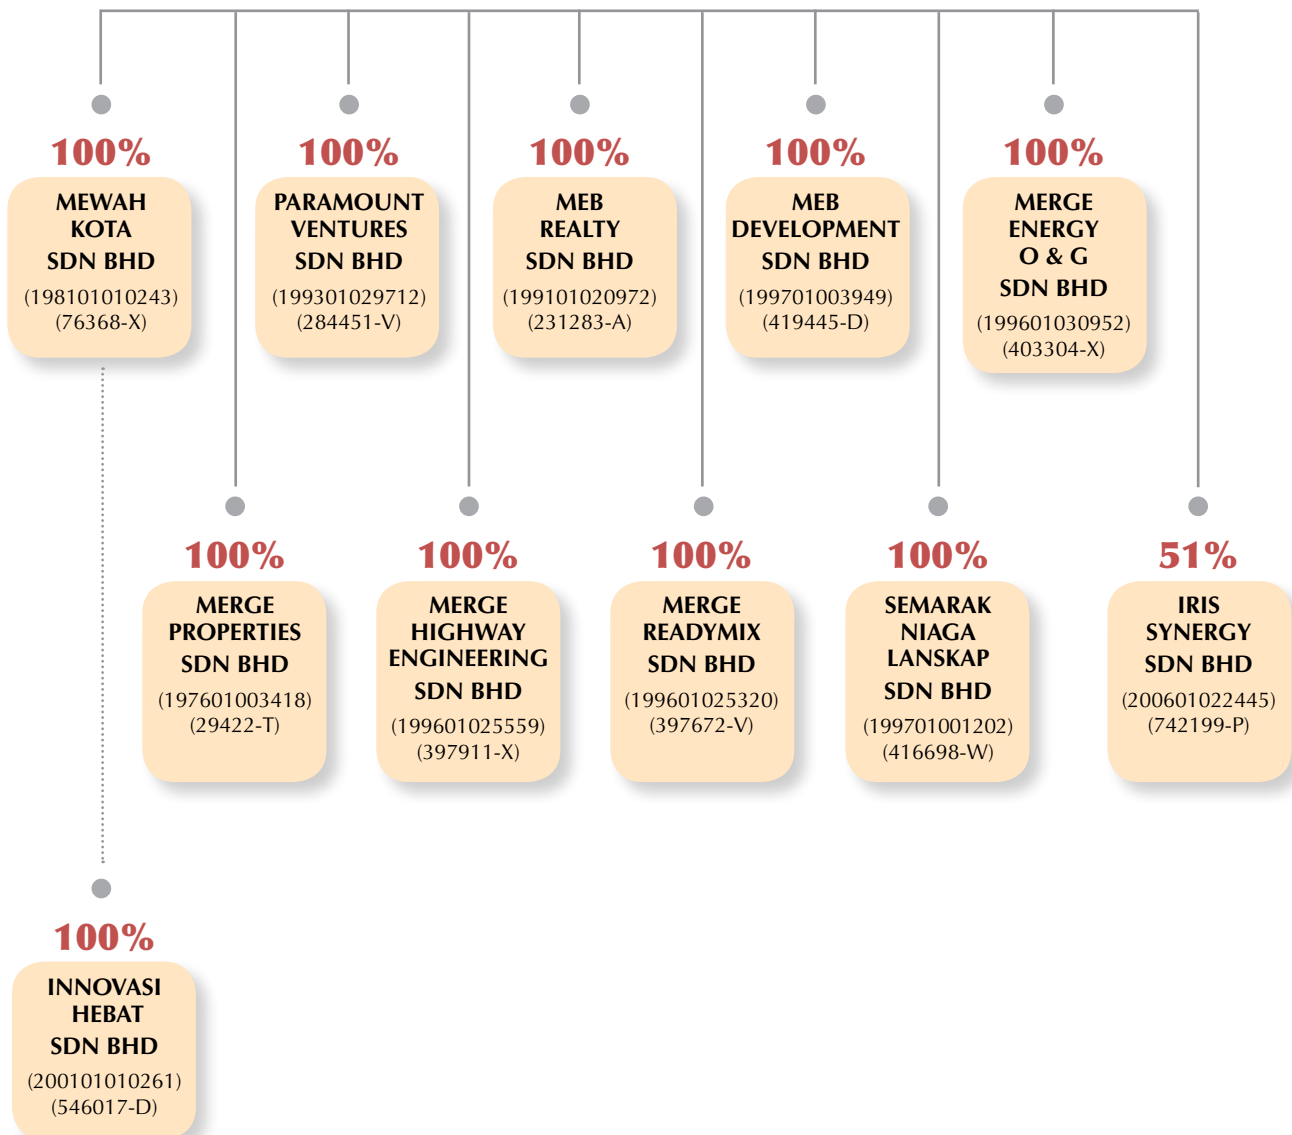 100%
MEWAH
KOTA
SDN BHD
(198101010243)
(76368-X)
100%
PARAMOUNT
VENTURES
SDN BHD
(199301029712)
(284451-V)
100%
MEB
REALTY
SDN BHD
(199101020972)
(231283-A)
100%
MEB
DEVELOPMENT
SDN BHD
(199701003949)
(419445-D)
100%
MERGE
ENERGY
O & G
SDN BHD
(199601030952)
(403304-X)
100%
MERGE
PROPERTIES
SDN BHD
(197601003418)
(29422-T)
100%
MERGE
HIGHWAY
ENGINEERING
SDN BHD
(199601025559)
(397911-X)
100%
MERGE
READYMIX
SDN BHD
(199601025320)
(397672-V)
100%
SEMARAK
NIAGA
LANSKAP
SDN BHD
(199701001202)
(416698-W)
51%
IRIS
SYNERGY
SDN BHD
(200601022445)
(742199-P)
100%
INNOVASI
HEBAT
SDN BHD
(200101010261)
(546017-D)